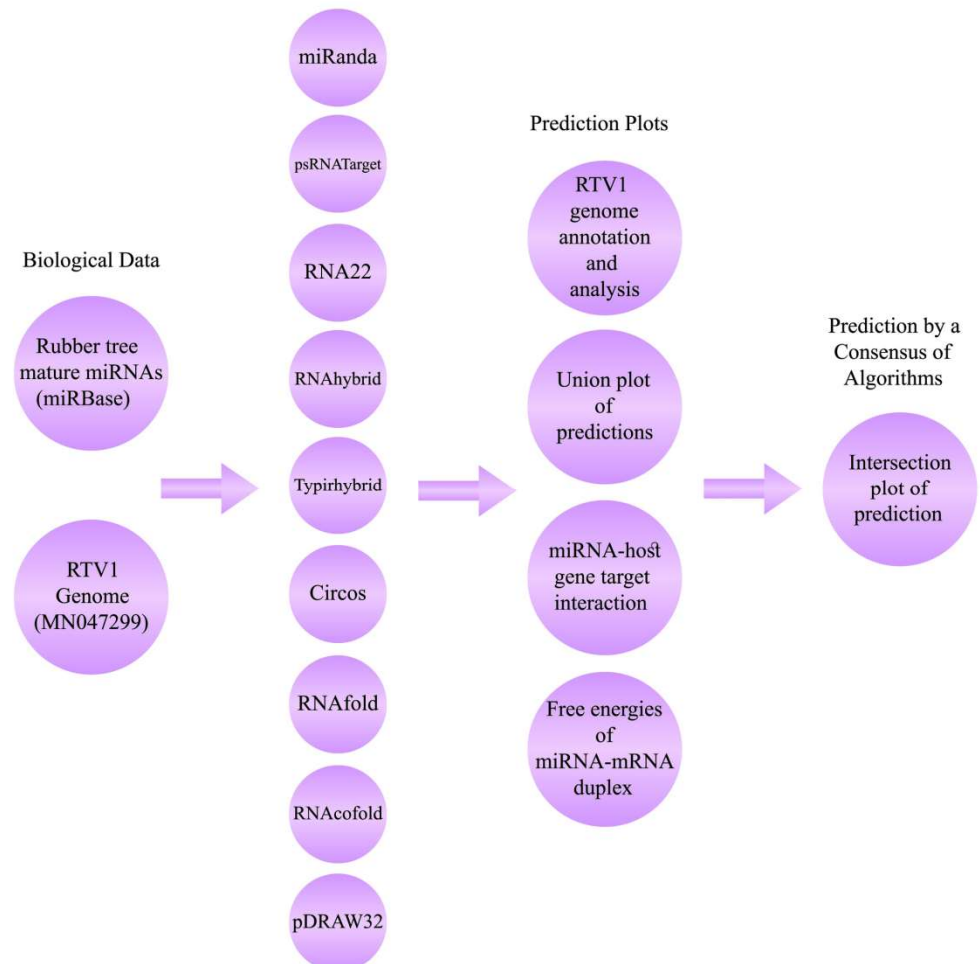 Biological Data
Rubber tree
mature miRNAs
(miRBase)
RTV1
Genome
(MN047299)
miRanda
psRNATarget
RNA22
RNAhybrid
Typirhybrid
Circos
RNAfold
RNAcofold
pDRAW32
Prediction Plots
RTV1
genome
annotation
and
analysis
Union plot
of
predictions
miRNA-host
gene target
interaction
Free energies
of
miRNA-mRNA
duplex
Prediction by a
Consensus of
Algorithms
Intersection
plot of
prediction